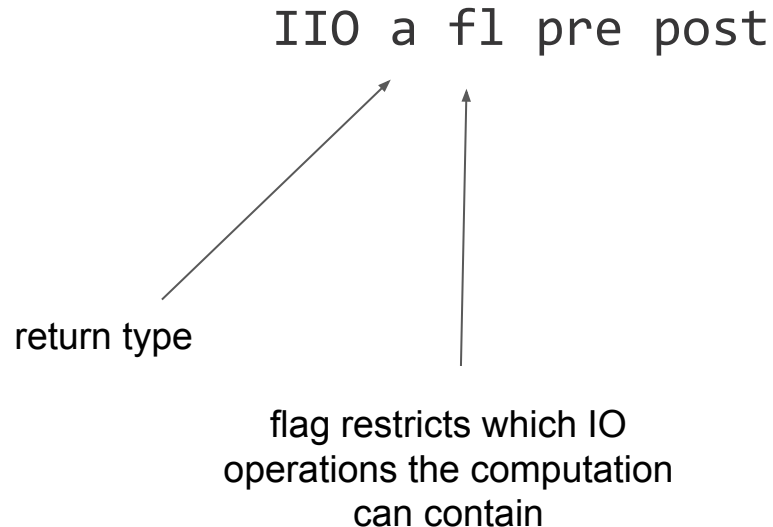 IIO a fl pre post
return type
flag restricts which IO
operations the computation
can contain